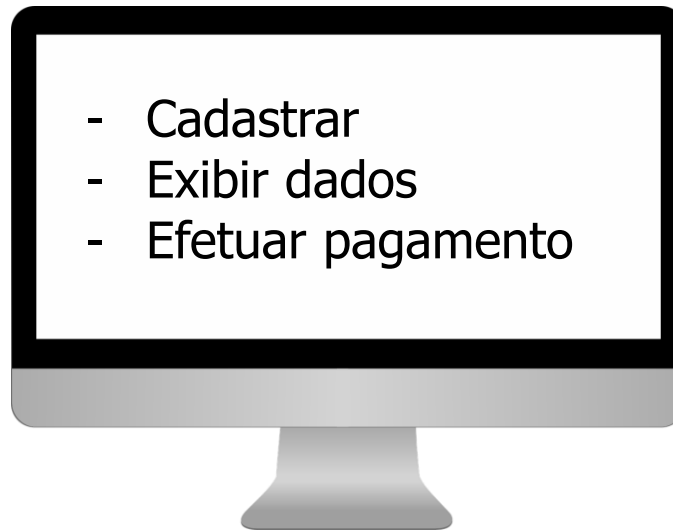 - Cadastrar
- Exibir dados
- Efetuar pagamento